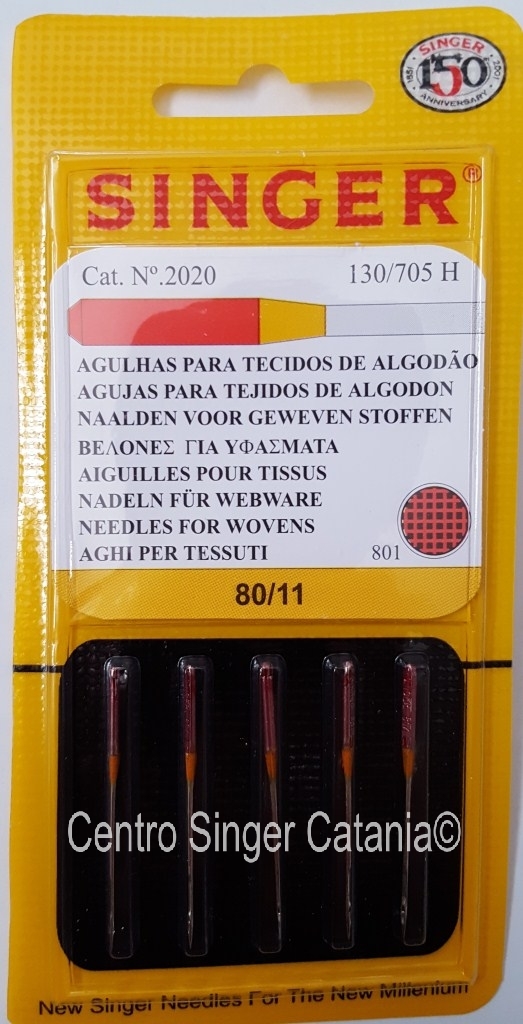 SINGER
150
1851
2001
ANNIVERSARY
SINGER®
Cat. Nº.2020 130/705 H
AGULHAS PARA TECIDOS DE ALGODÃO
AGUJAS PARA TEJIDOS DE ALGODON
NAALDEN VOOR GEWEVEN STOFFEN
ΒΕΛΟΝΕΣ ΓΙΑ ΥΦΑΣΜΑΤΑ
AIGUILLES POUR TISSUS
NADELN FÜR WEBWARE
NEEDLES FOR WOVENS
AGHI PER TESSUTI 801
80/11
Centro Singer Catania©
New Singer Needles For The New Millenium